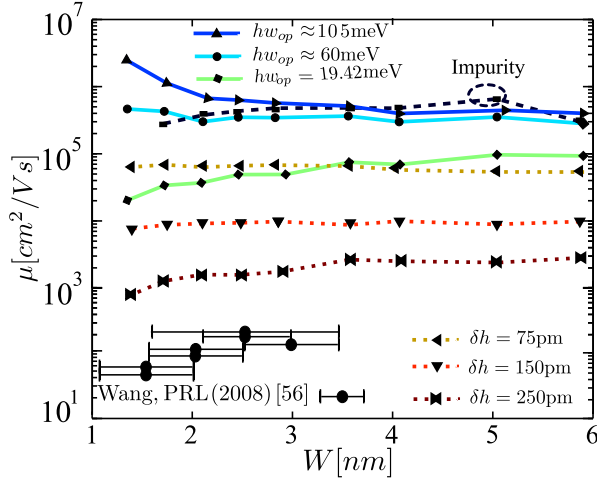 10^7
hw_op ≈ 105meV
hw_op ≈ 60meV
hw_op = 19.42meV
Impurity
10^5
μ[cm^2/Vs]
10^3
δh = 75pm
δh = 150pm
Wang, PRL(2008)[56]
δh = 250pm
10^1
1 2 3 4 5 6
W[nm]